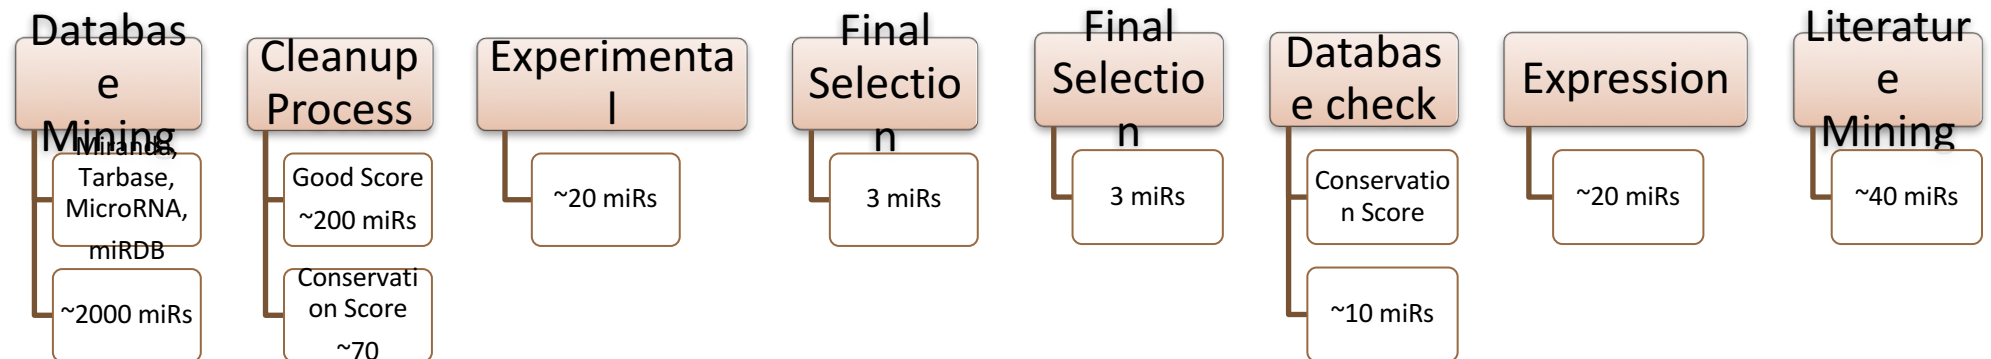 Databas
e
Mining
Miranda,
Tarbase,
MicroRNA,
miRDB
~2000 miRs
Cleanup
Process
Good Score
~200 miRs
Conservati
on Score
~70
Experimenta
l
~20 miRs
Final
Selectio
n
3 miRs
Final
Selectio
n
3 miRs
Databas
e check
Conservatio
n Score
~10 miRs
Expression
~20 miRs
Literatur
e
Mining
~40 miRs